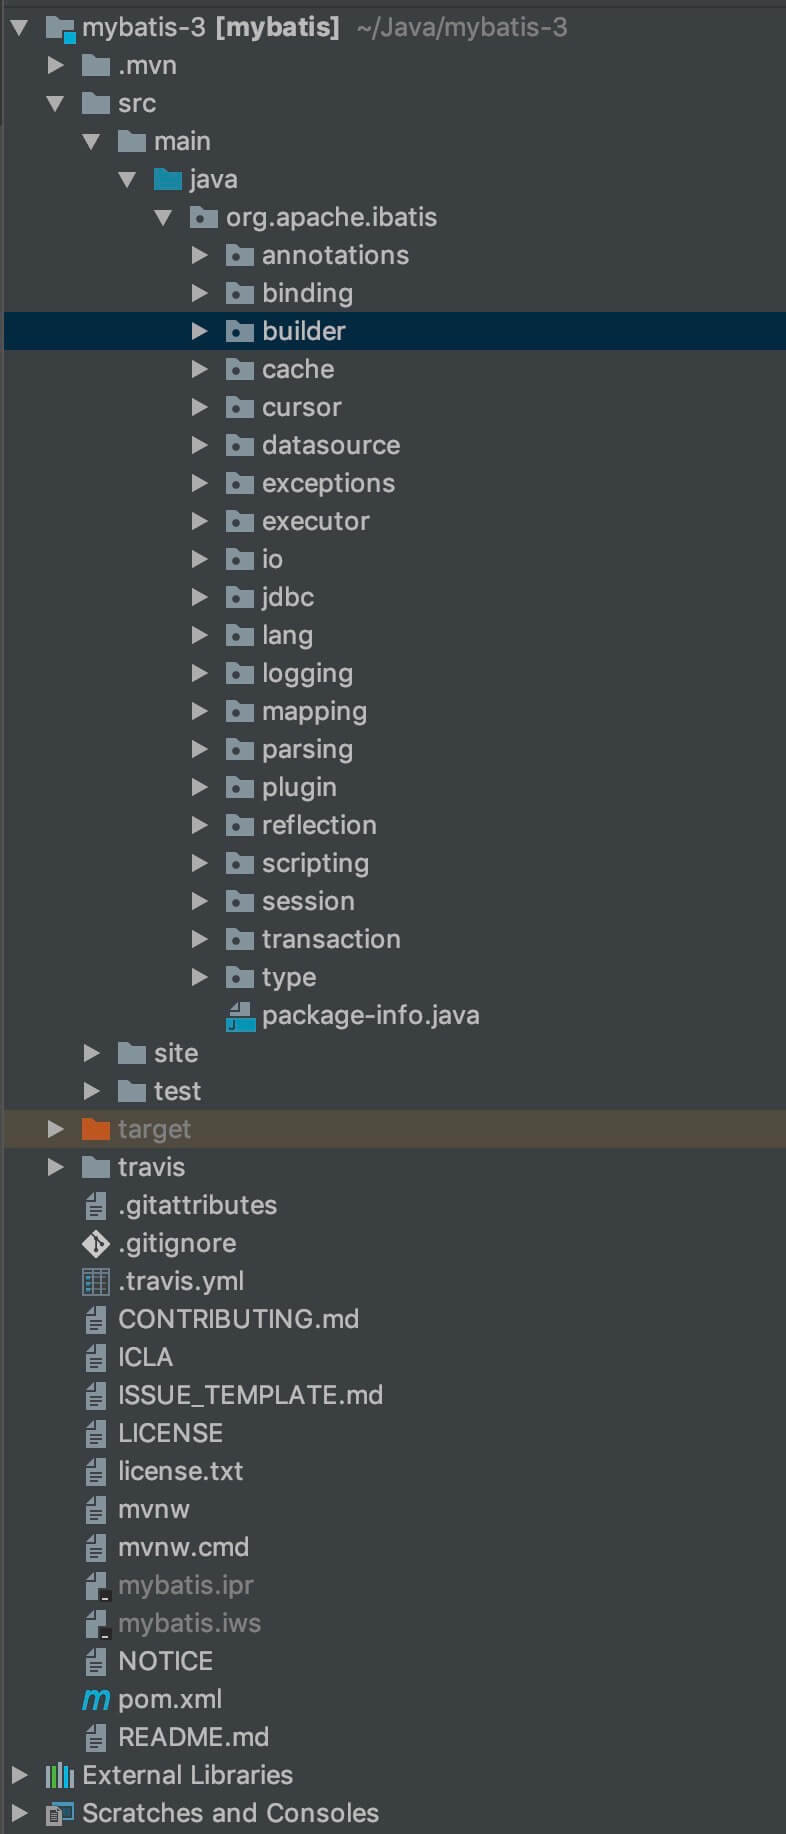 mybatis-3 [mybatis] ~/Java/mybatis-3
.mvn
src
main
java
org.apache.ibatis
annotations
binding
builder
cache
cursor
datasource
exceptions
executor
io
jdbc
lang
logging
mapping
parsing
plugin
reflection
scripting
session
transaction
type
package-info.java
site
test
target
travis
.gitattributes
.gitignore
.travis.yml
CONTRIBUTING.md
ICLA
ISSUE_TEMPLATE.md
LICENSE
license.txt
mvnw
mvnw.cmd
mybatis.ipr
mybatis.iws
NOTICE
pom.xml
README.md
External Libraries
Scratches and Consoles